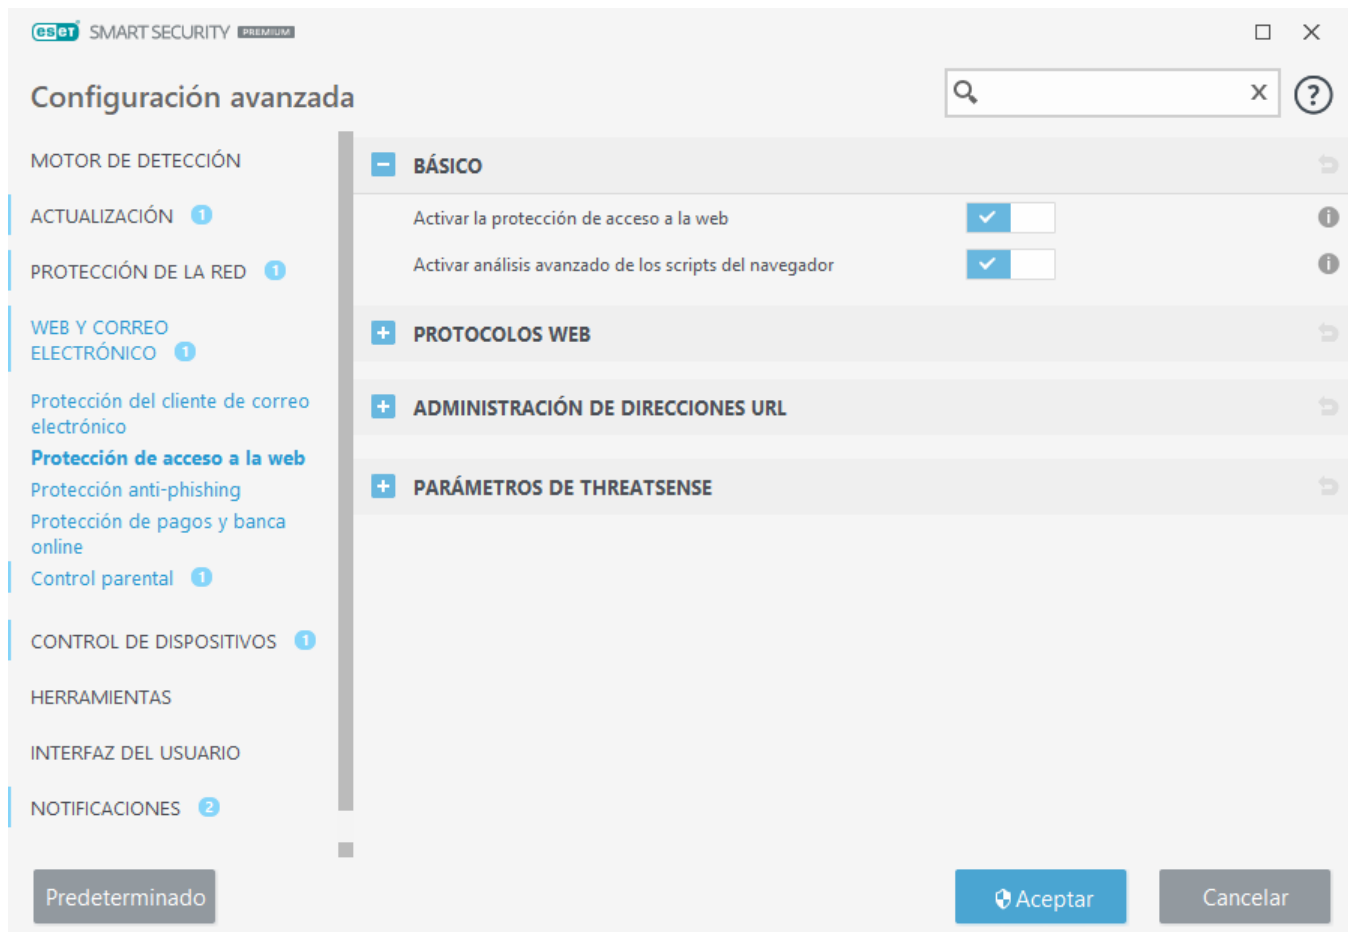 eset SMART SECURITY PREMIUM
Configuración avanzada
X
?
MOTOR DE DETECCIÓN
ACTUALIZACIÓN 1
PROTECCIÓN DE LA RED 1
WEB Y CORREO
ELECTRÓNICO 1
Protección del cliente de correo
electrónico
Protección de acceso a la web
Protección anti-phishing
Protección de pagos y banca
online
Control parental 1
CONTROL DE DISPOSITIVOS 1
HERRAMIENTAS
INTERFAZ DEL USUARIO
NOTIFICACIONES 2
BÁSICO
Activar la protección de acceso a la web
Activar análisis avanzado de los scripts del navegador
PROTOCOLOS WEB
ADMINISTRACIÓN DE DIRECCIONES URL
PARÁMETROS DE THREATSENSE
Predeterminado
Aceptar
Cancelar